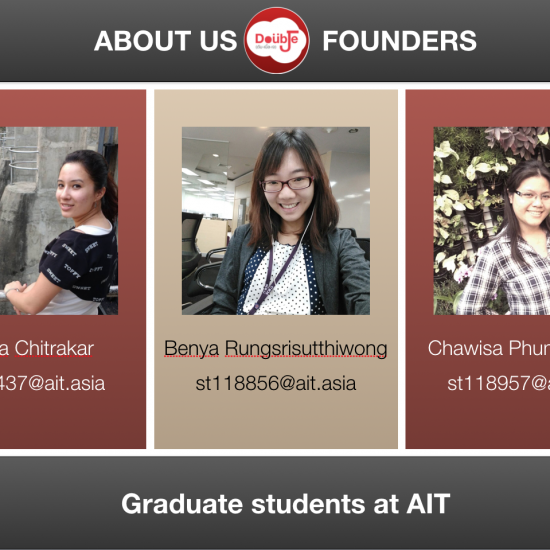 ABOUT US DoübJe FOUNDERS
a Chitrakar
437@ait.asia
Benya Rungsrisutthiwong
st118856@ait.asia
Chawisa Phun
st118957@a
Graduate students at AIT